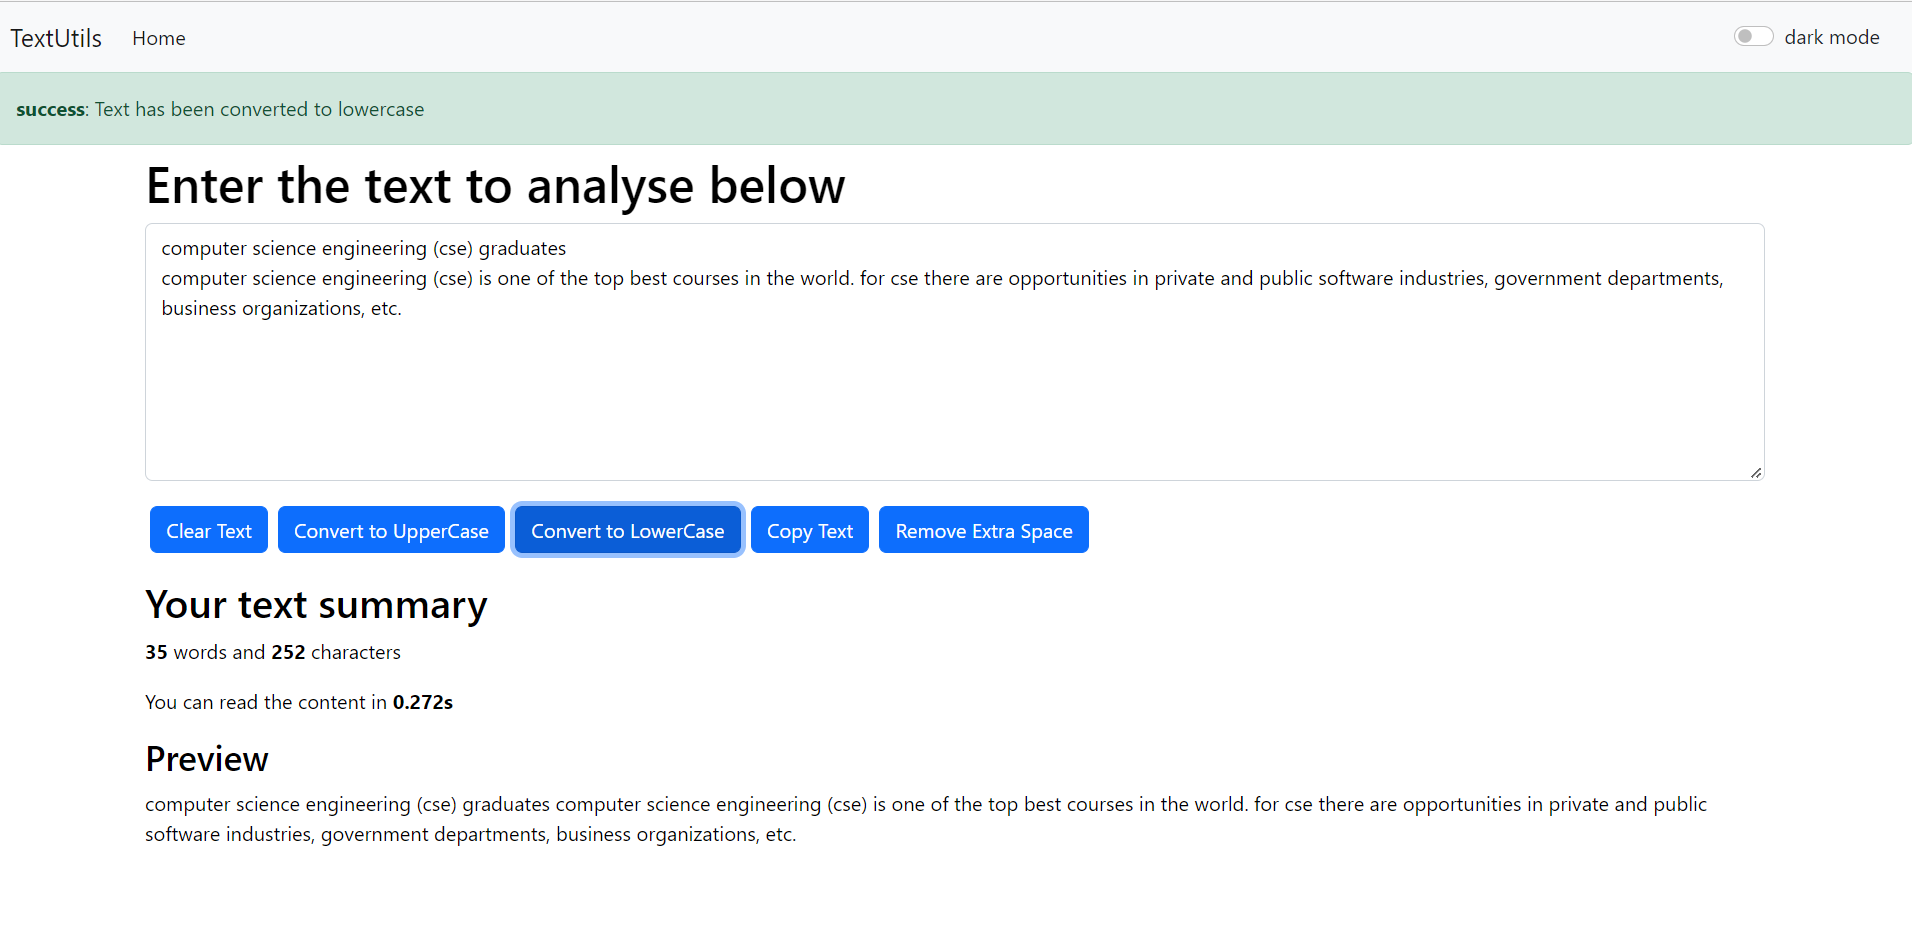 TextUtils Home dark mode
success: Text has been converted to lowercase
Enter the text to analyse below
computer science engineering (cse) graduates
computer science engineering (cse) is one of the top best courses in the world. for cse there are opportunities in private and public software industries, government departments,
business organizations, etc.
Clear Text Convert to UpperCase Convert to LowerCase Copy Text Remove Extra Space
Your text summary
35 words and 252 characters
You can read the content in 0.272s
Preview
computer science engineering (cse) graduates computer science engineering (cse) is one of the top best courses in the world. for cse there are opportunities in private and public
software industries, government departments, business organizations, etc.